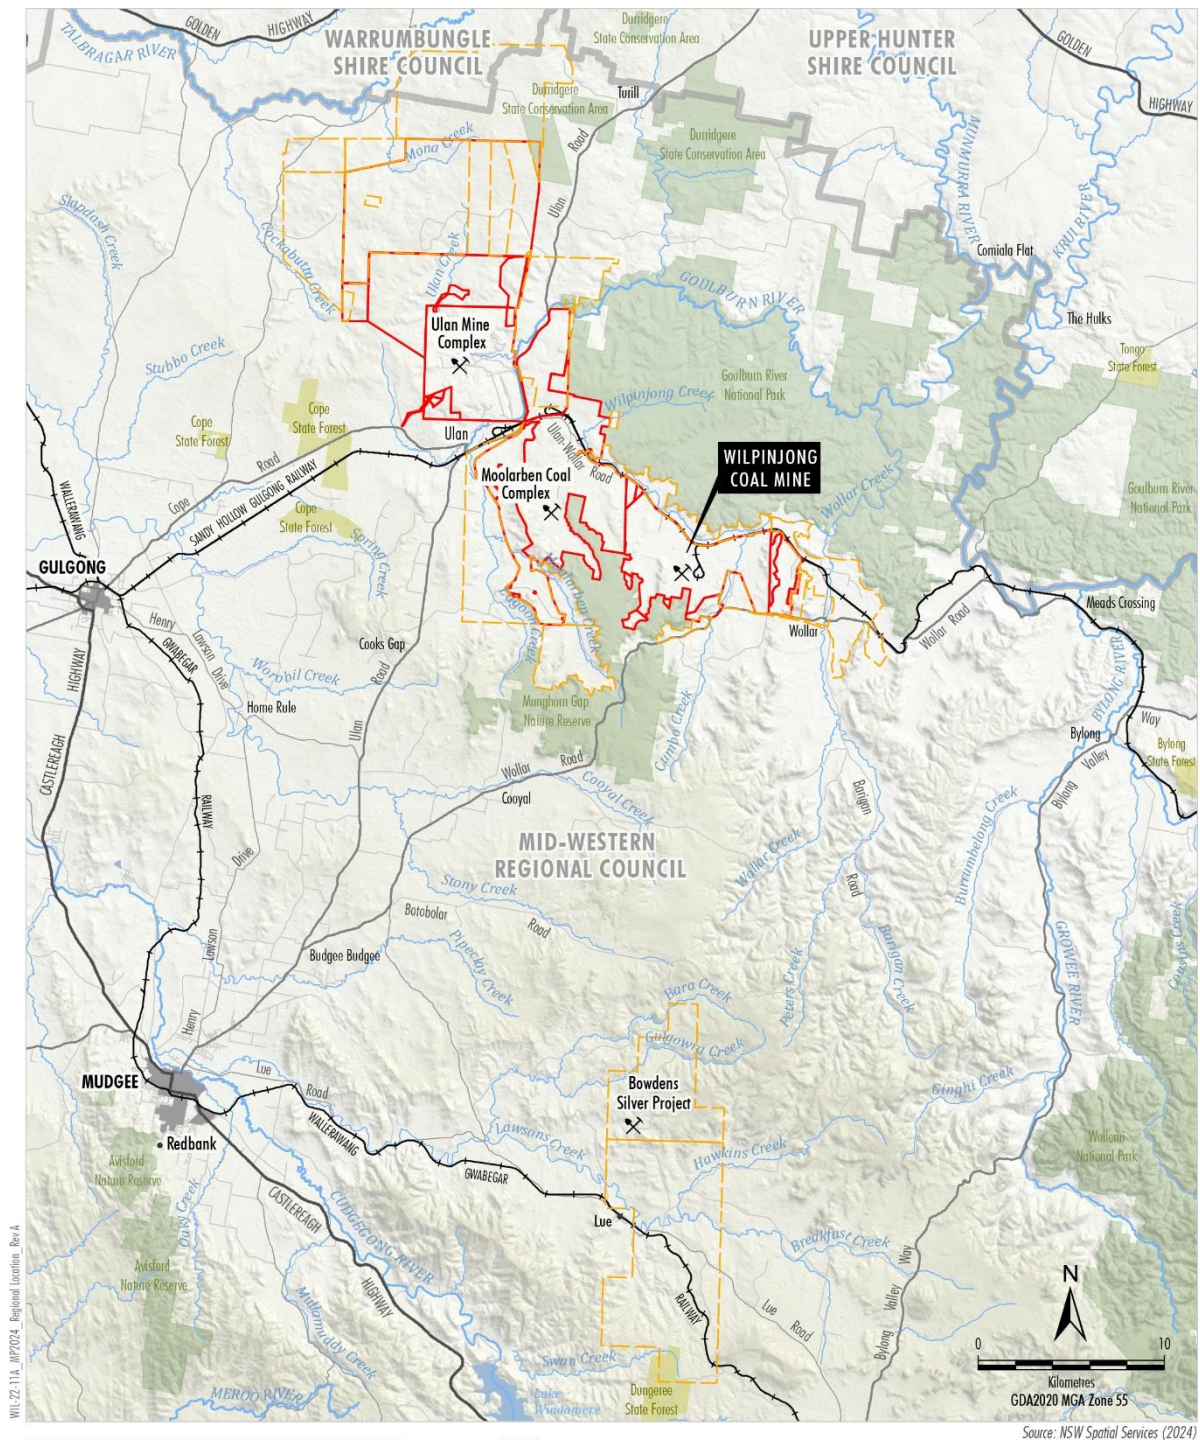 GOLDEN
HIGHWAY
TALBRAGAR RIVER
WARRUMBUNGLE
SHIRE COUNCIL
Durridgere
State Conservation Area
UPPER HUNTER
SHIRE COUNCIL
GOLDEN
HIGHWAY
Durridgere
State Conservation Area
Turill
Road
Ulan
Mona Creek
Durridgere
State Conservation Area
MUNMURRA RIVER
KRUI RIVER
Slapdash Creek
Cockabutta Creek
Ulan Creek
Comiala Flat
GOULBURN RIVER
The Hulks
Ulan Mine
Complex
Stubbo Creek
Tongo
State Forest
Goulburn River
National Park
Wilpinjong Creek
Cope
State Forest
Cope
State Forest
Ulan
Ulan-Wollar Road
WILPINJONG
COAL MINE
Cope Road
SANDY HOLLOW GULGONG RAILWAY
WALLERAWANG
Moolarben Coal
Complex
Wollar Creek
Goulburn River
National Park
Cope
State Forest
Spring Creek
GULGONG
Moolarben Creek
Lagoon Creek
Meads Crossing
Wollar Road
Henry
Lawson
Drive
GWABEGAR
RAILWAY
HIGHWAY
CASTLEREAGH
Cooks Gap
Wollar
Worobil Creek
Home Rule
Ulan
Road
Munghorn Gap
Nature Reserve
Cumbo Creek
BYLONG RIVER
Bylong
Way
Bylong
Valley
Bylong
State Forest
Wollar Road
Cooyal
Cooyal Creek
Barigan
Road
Burrumbelong Creek
MID-WESTERN
REGIONAL COUNCIL
Wollar Creek
Drive
Stony Creek
Botobolar
Road
Lawson
Henry
Budgee Budgee
Pipeclay Creek
Barigan Creek
Peters Creek
GROWEE RIVER
Cousins Creek
Bara Creek
Gulgowra Creek
MUDGEE
Lue
Road
Bowdens
Silver Project
Ginghi Creek
Redbank
WALLERAWANG
GWABEGAR
RAILWAY
Lawsons Creek
Hawkins Creek
Wollemi
National Park
Avisford
Nature Reserve
Oaky Creek
CASTLEREAGH
HIGHWAY
CUDGEGONG RIVER
Lue
Breakfast Creek
Avisford
Nature Reserve
Mullamuddy Creek
Lue
Road
Bylong Valley Way
Swan Creek
MEROO RIVER
Lake
Windamere
Dungeree
State Forest
N
0 10
Kilometres
GDA2020 MGA Zone 55
WIL-22-11A_MP2024_Regional Location_Rev A
Source: NSW Spatial Services (2024)